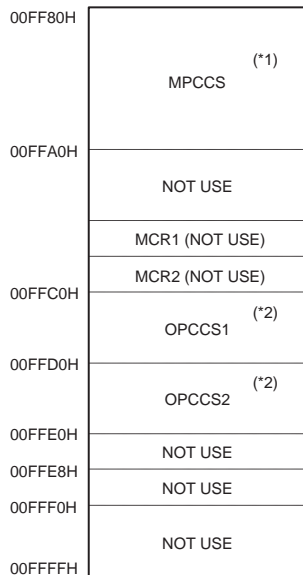 00FF80H
(*1)
MPCCS
00FFA0H
NOT USE
MCR1 (NOT USE)
MCR2 (NOT USE)
00FFC0H
(*2)
OPCCS1
00FFD0H
(*2)
OPCCS2
00FFE0H
NOT USE
00FFE8H
NOT USE
00FFF0H
NOT USE
00FFFFH